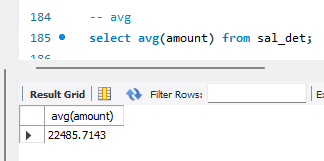 184 -- avg
185 select avg(amount) from sal_det;
Result Grid Filter Rows:
avg(amount)
22485.7143